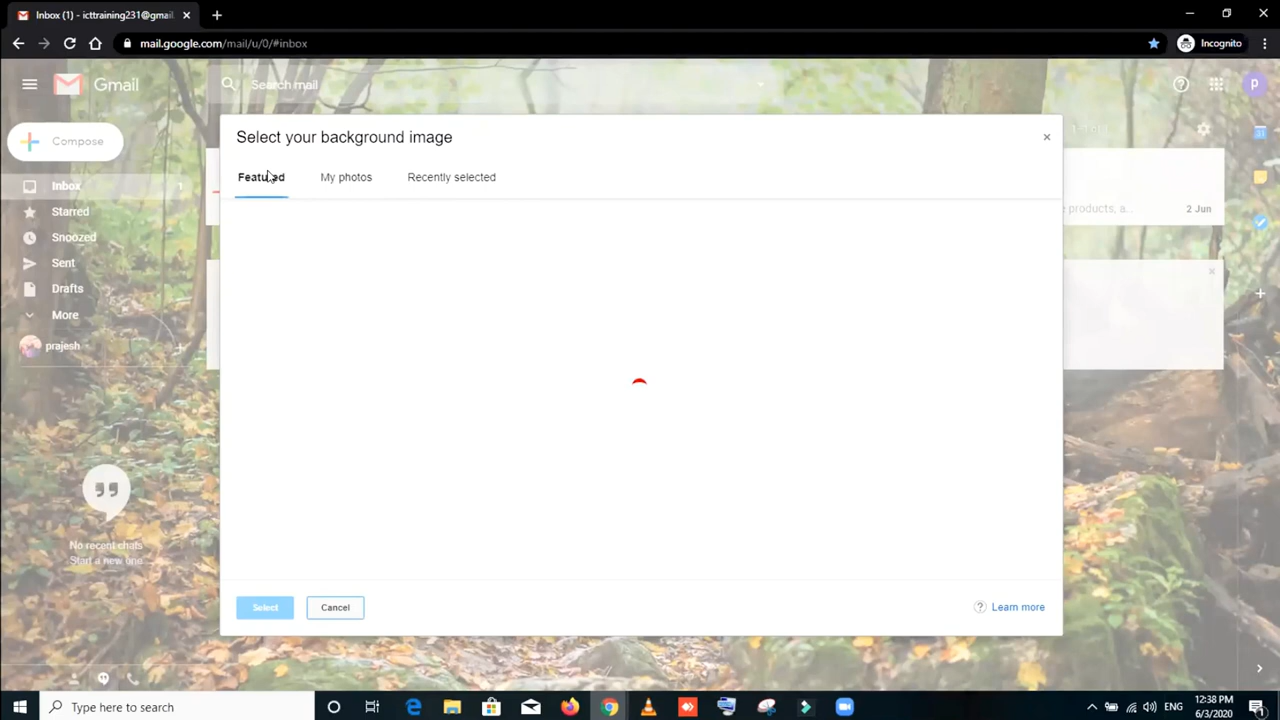 Inbox (1) - icttraining231@gmail
mail.google.com/mail/u/0/#inbox
Incognito
Gmail
Search mail
P
Compose
Select your background image
Featured
My photos
Recently selected
Inbox
1
Starred
Snoozed
e products, a...
2 Jun
Sent
Drafts
More
prajesh
No recent chats
Start a new one
Select
Cancel
? Learn more
Type here to search
ENG
12:38 PM
6/3/2020
1